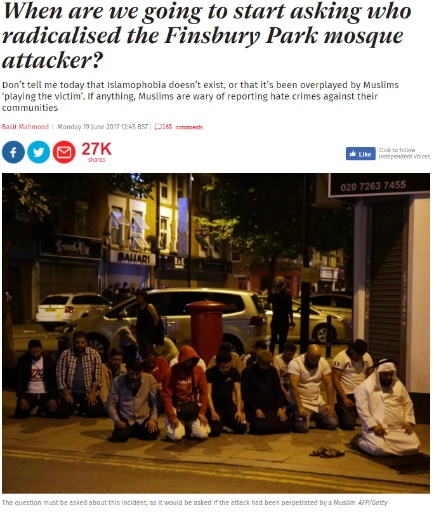 When are we going to start asking who
radicalised the Finsbury Park mosque
attacker?
Don't tell me today that Islamophobia doesn't exist, or that it's been overplayed by Muslims
'playing the victim'. If anything, Muslims are wary of reporting hate crimes against their
communities
Basit Mahmood | Monday 19 June 2017 12:45 BST | 168 comments
27K
shares
Like
Click to follow
Independent Voices
020 7263 7455
BAHARI
The question must be asked about this incident, as it would be asked if the attack had been perpetrated by a Muslim AFP/Getty